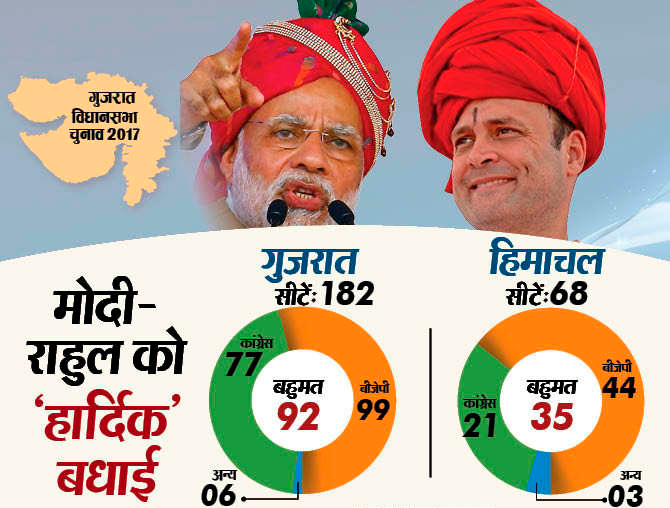 गुजरात
विधानसभा
चुनाव 2017
मोदी-
राहुल को
‘हार्दिक’
बधाई
गुजरात
सीटें: 182
कांग्रेस
77
बहुमत
92
बीजेपी
99
अन्य
06
हिमाचल
सीटें: 68
बीजेपी
44
बहुमत
35
कांग्रेस
21
अन्य
03